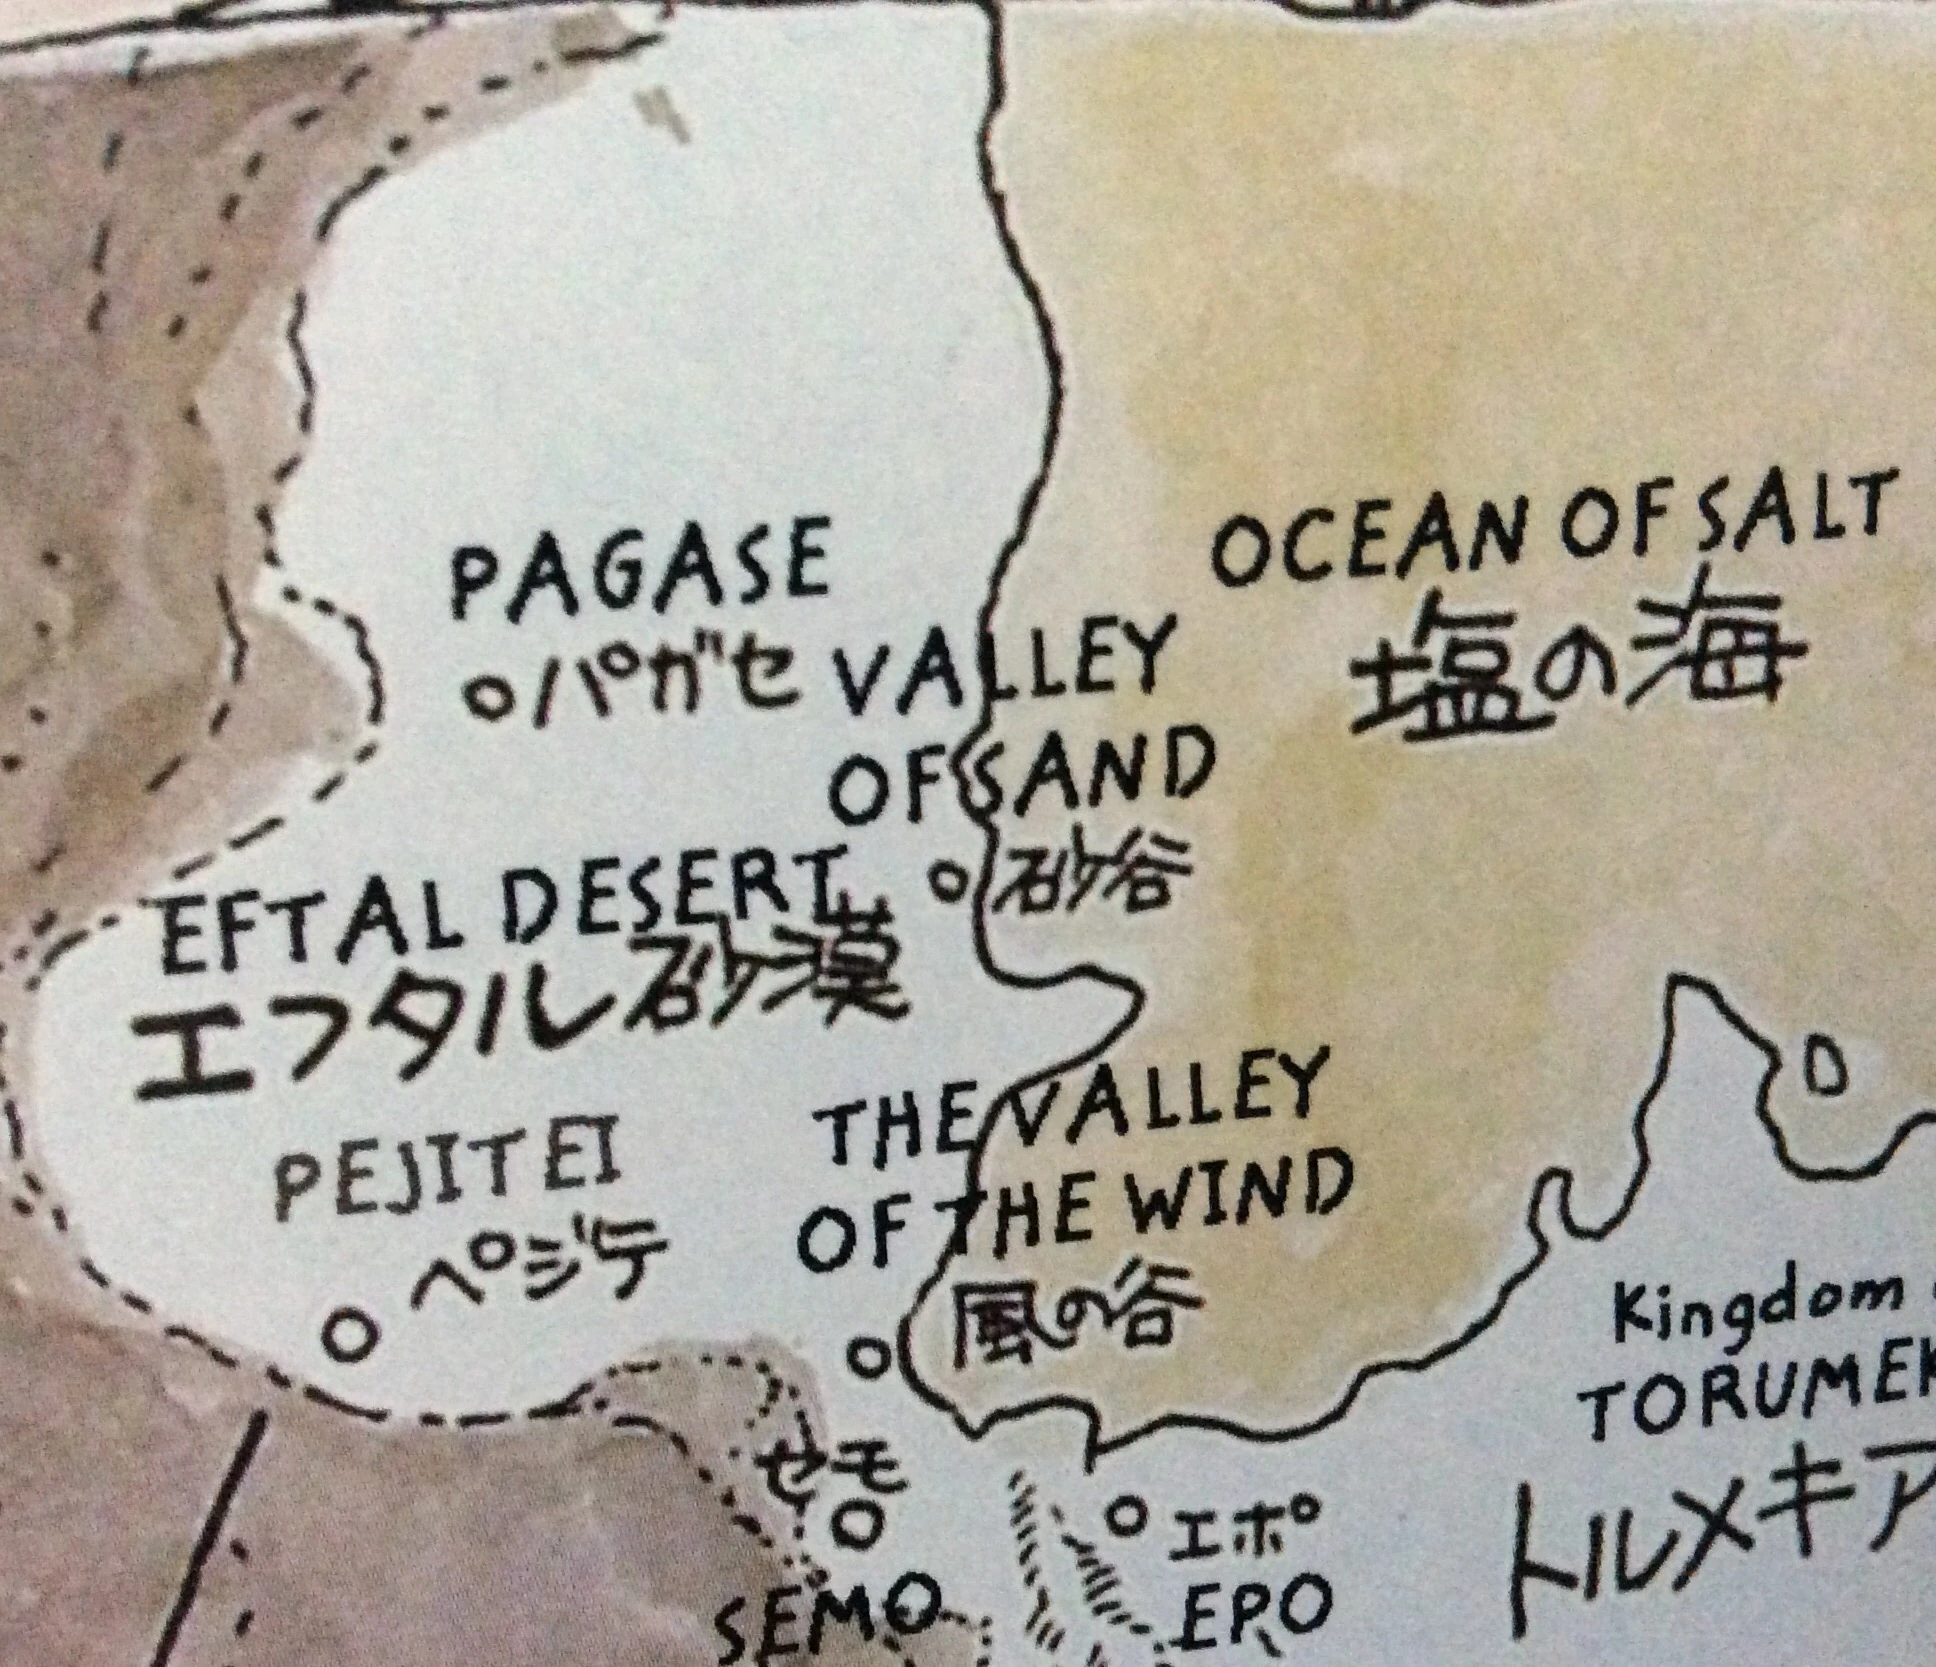 PAGASE
パガセ
VALLEY
OF SAND
砂谷
OCEAN OF SALT
塩の海
EFTAL DESERT
エフタル砂漠
PEJITEI
ペジテ
THE VALLEY
OF THE WIND
風の谷
Kingdom
TORUMEK
トルメキア
セモ
SEMO
エポ
EPO